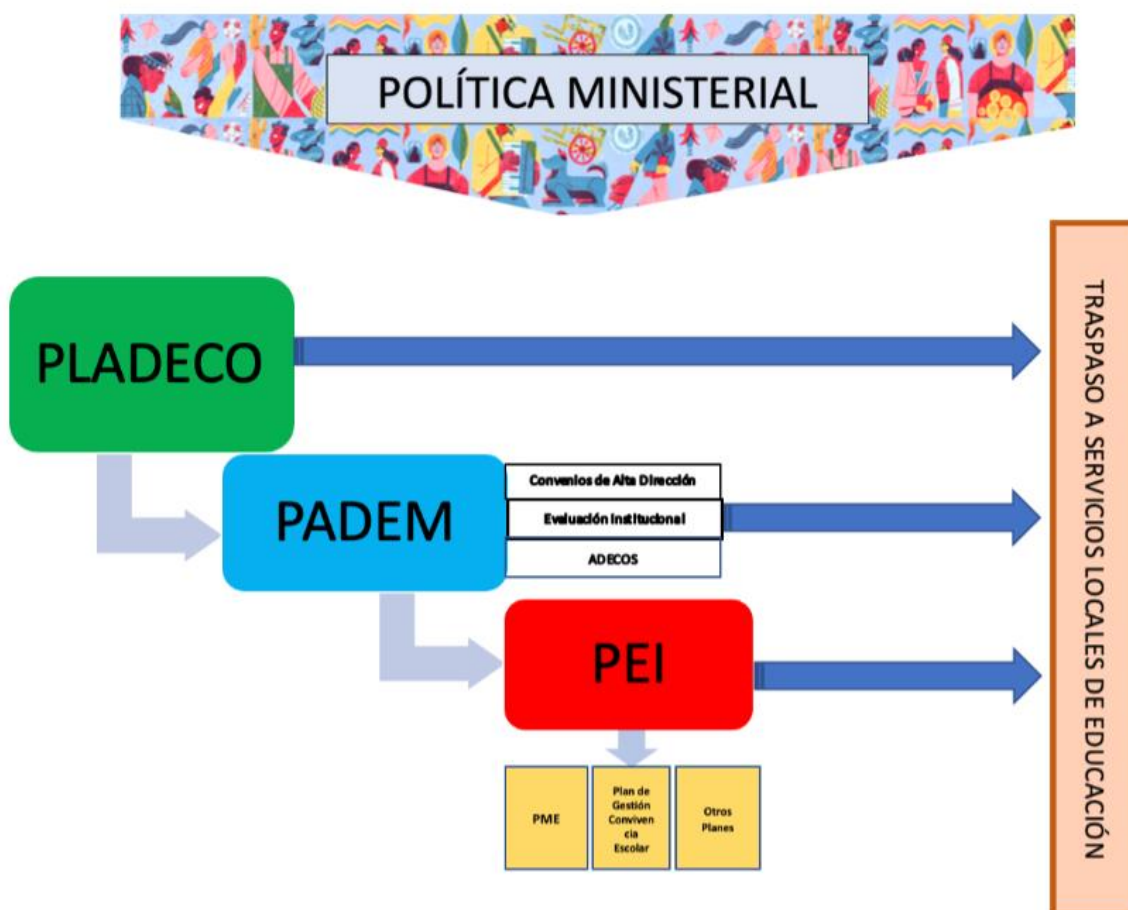 POLÍTICA MINISTERIAL
PLADECO
PADEM
Convenios de Alta Dirección
Evaluación Institucional
ADECOS
PEI
PME
Plan de
Gestión
Conviven
cia
Escolar
Otros
Planes
TRASPASO A SERVICIOS LOCALES DE EDUCACIÓN